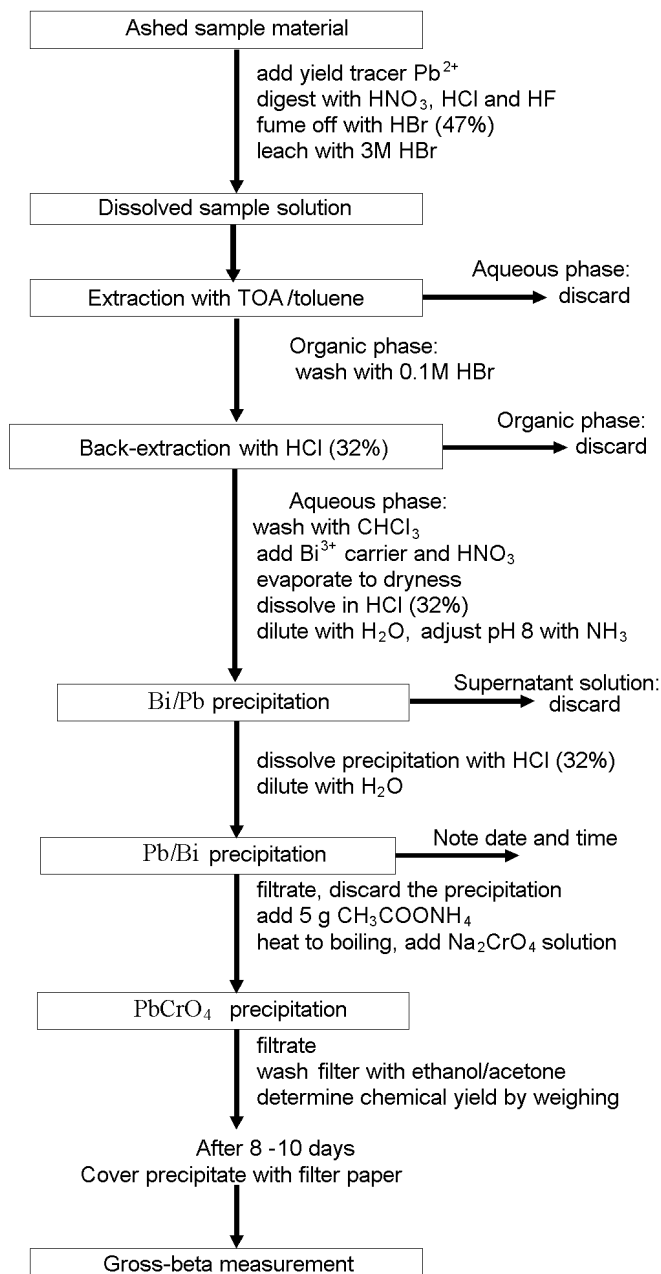 Ashed sample material
add yield tracer Pb²⁺
digest with HNO₃, HCl and HF
fume off with HBr (47%)
leach with 3M HBr
Dissolved sample solution
Extraction with TOA/toluene
Aqueous phase:
discard
Organic phase:
wash with 0.1M HBr
Back-extraction with HCl (32%)
Organic phase:
discard
Aqueous phase:
wash with CHCl₃
add Bi³⁺ carrier and HNO₃
evaporate to dryness
dissolve in HCl (32%)
dilute with H₂O, adjust pH 8 with NH₃
Bi/Pb precipitation
Supernatant solution:
discard
dissolve precipitation with HCl (32%)
dilute with H₂O
Pb/Bi precipitation
Note date and time
filtrate, discard the precipitation
add 5 g CH₃COONH₄
heat to boiling, add Na₂CrO₄ solution
PbCrO₄ precipitation
filtrate
wash filter with ethanol/acetone
determine chemical yield by weighing
After 8 -10 days
Cover precipitate with filter paper
Gross-beta measurement